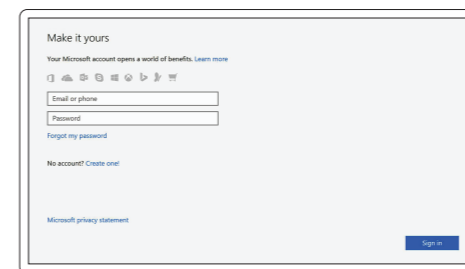 Make it yours
Your Microsoft account opens a world of benefits. Learn more
Email or phone
Password
Forgot my password
No account? Create one!
Microsoft privacy statement
Sign in